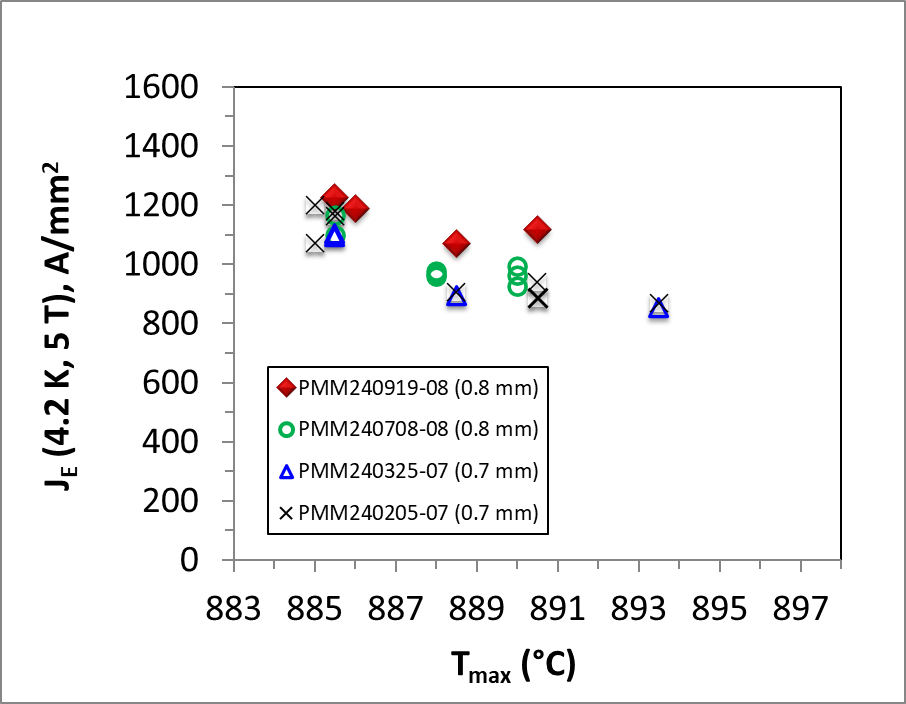 1600
1400
1200
1000
800
600
400
200
0
J_E (4.2 K, 5 T), A/mm²
PMM240919-08 (0.8 mm)
PMM240708-08 (0.8 mm)
PMM240325-07 (0.7 mm)
PMM240205-07 (0.7 mm)
883 885 887 889 891 893 895 897
T_max (°C)